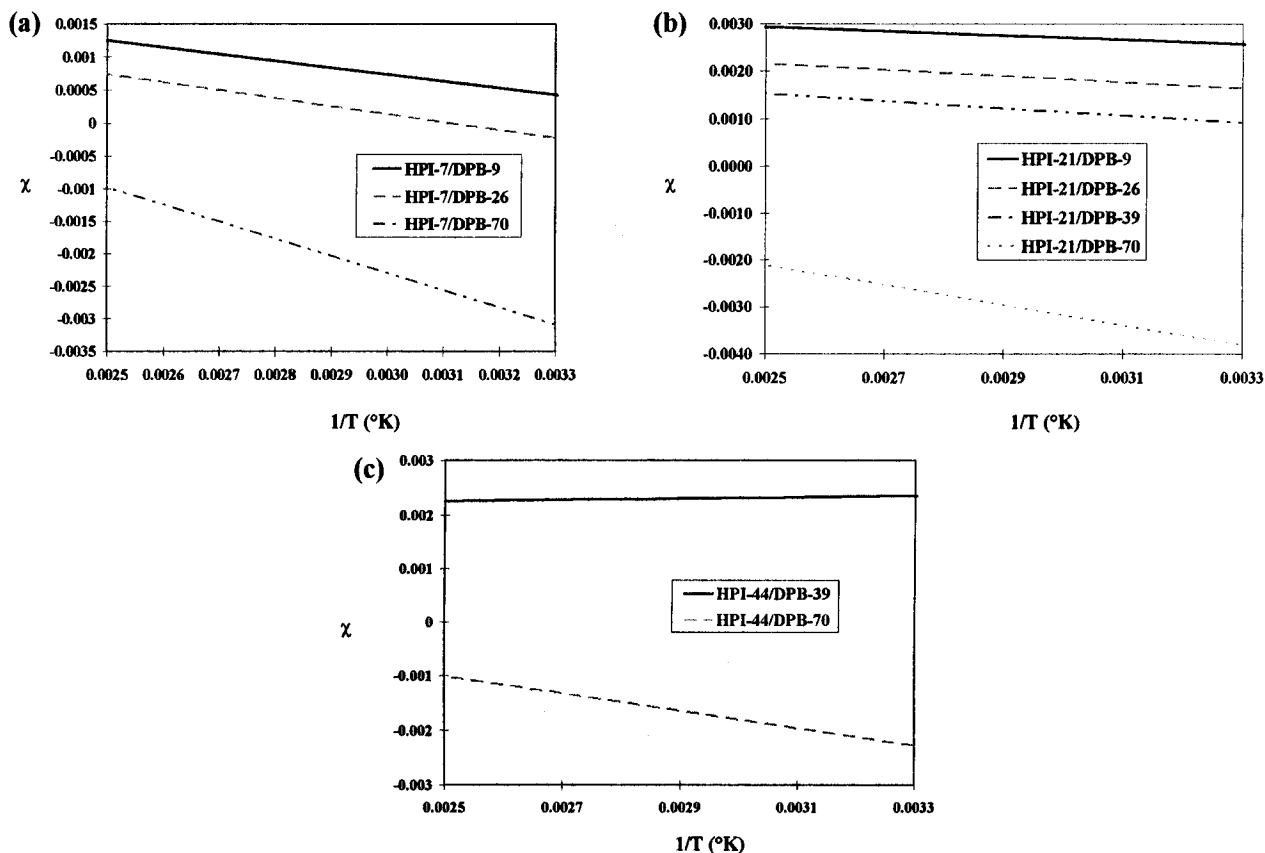 (a)
0.0015
0.001
0.0005
0
-0.0005
-0.001
-0.0015
-0.002
-0.0025
-0.003
-0.0035
χ
HPI-7/DPB-9
HPI-7/DPB-26
HPI-7/DPB-70
0.0025 0.0026 0.0027 0.0028 0.0029 0.0030 0.0031 0.0032 0.0033
1/T (°K)
(b)
0.0030
0.0020
0.0010
0.0000
-0.0010
-0.0020
-0.0030
-0.0040
χ
HPI-21/DPB-9
HPI-21/DPB-26
HPI-21/DPB-39
HPI-21/DPB-70
0.0025 0.0027 0.0029 0.0031 0.0033
1/T (°K)
(c)
0.003
0.002
0.001
0
-0.001
-0.002
-0.003
χ
HPI-44/DPB-39
HPI-44/DPB-70
0.0025 0.0027 0.0029 0.0031 0.0033
1/T (°K)